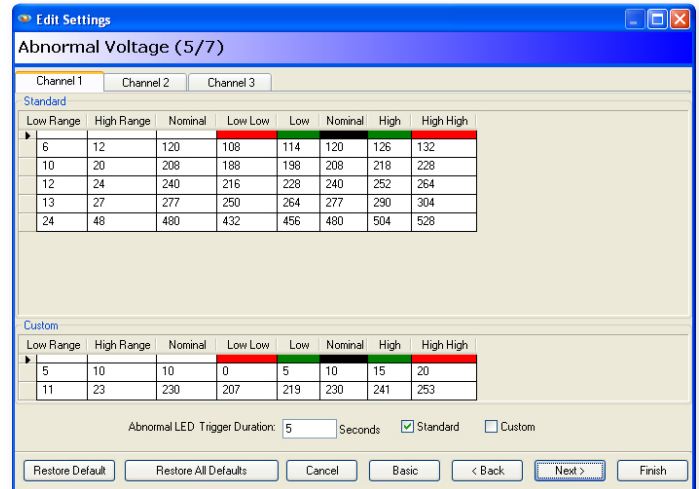 Edit Settings
Abnormal Voltage (5/7)
Channel 1 Channel 2 Channel 3
Standard
Low Range High Range Nominal Low Low Low Nominal High High High
6 12 120 108 114 120 126 132
10 20 208 188 198 208 218 228
12 24 240 216 228 240 252 264
13 27 277 250 264 277 290 304
24 48 480 432 456 480 504 528
Custom
Low Range High Range Nominal Low Low Low Nominal High High High
5 10 10 0 5 10 15 20
11 23 230 207 219 230 241 253
Abnormal LED Trigger Duration: 5 Seconds Standard Custom
Restore Default Restore All Defaults Cancel Basic < Back Next > Finish